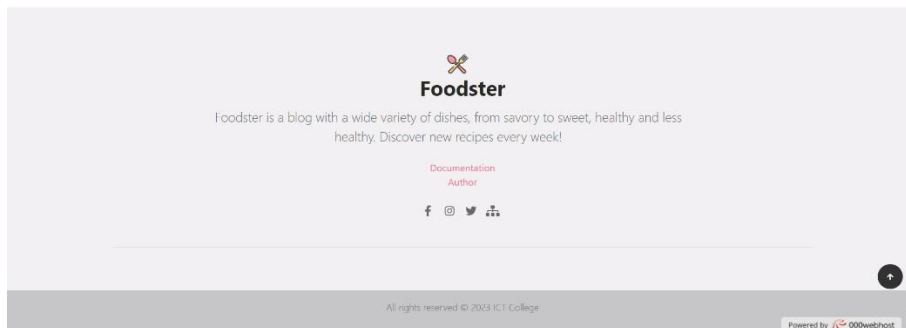 Foodster
Foodster is a blog with a wide variety of dishes, from savory to sweet, healthy and less
healthy. Discover new recipes every week!
Documentation
Author
All rights reserved © 2023 ICT College
Powered by 000webhost